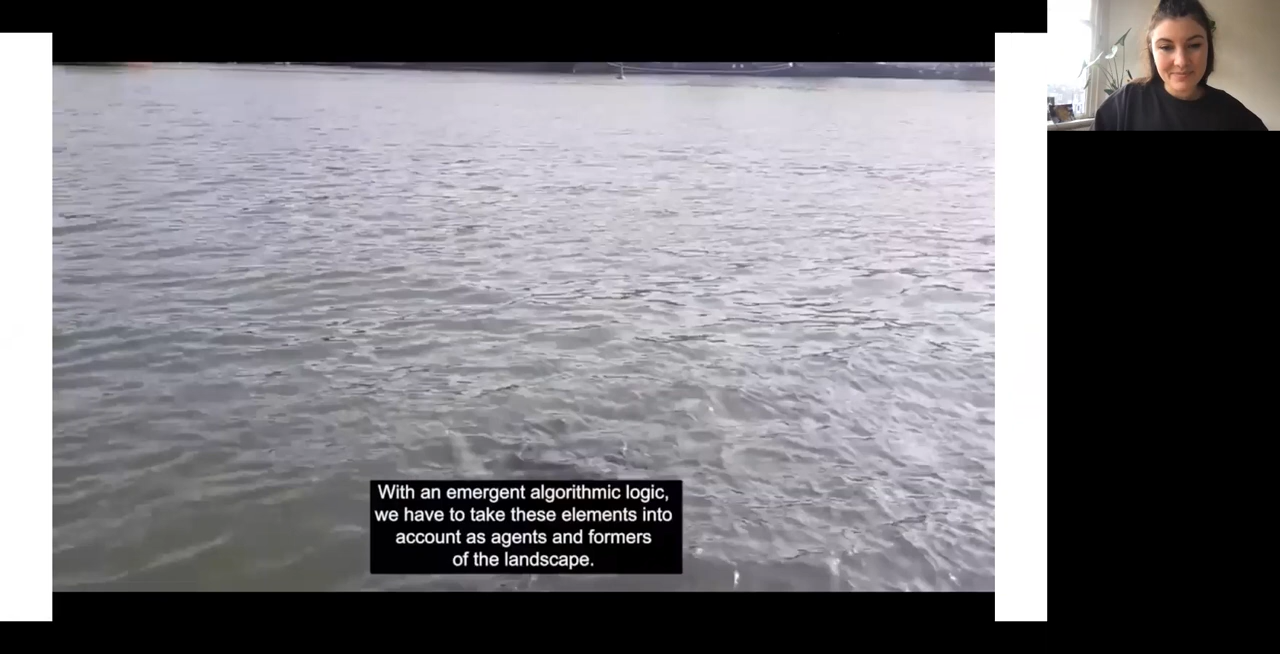 With an emergent algorithmic logic,
we have to take these elements into
account as agents and formers
of the landscape.